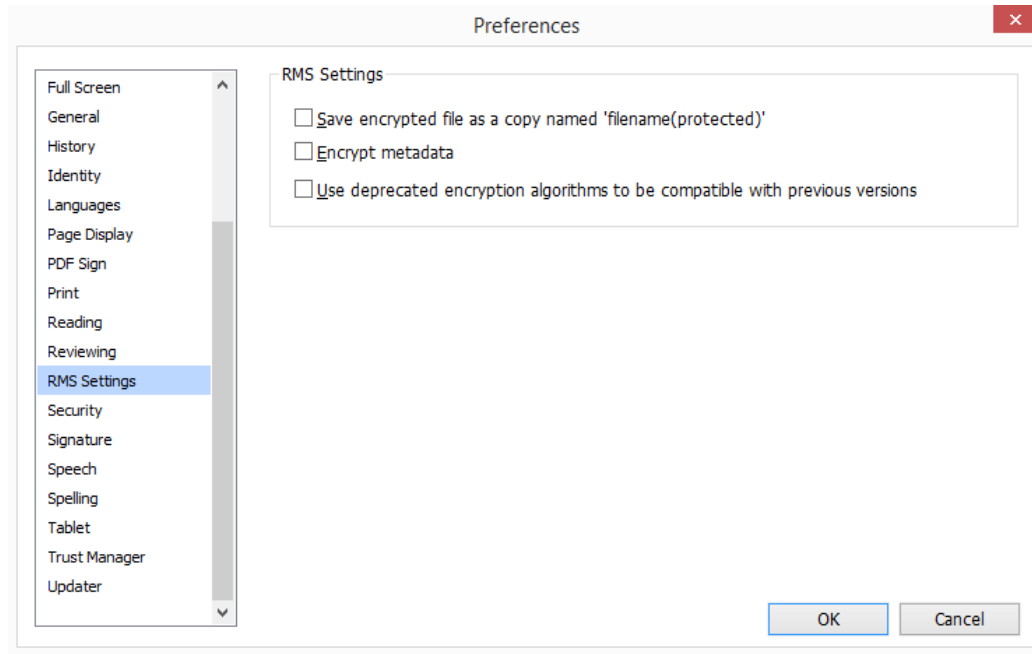 Preferences
Full Screen
General
History
Identity
Languages
Page Display
PDF Sign
Print
Reading
Reviewing
RMS Settings
Security
Signature
Speech
Spelling
Tablet
Trust Manager
Updater
RMS Settings
Save encrypted file as a copy named 'filename(protected)'
Encrypt metadata
Use deprecated encryption algorithms to be compatible with previous versions
OK Cancel